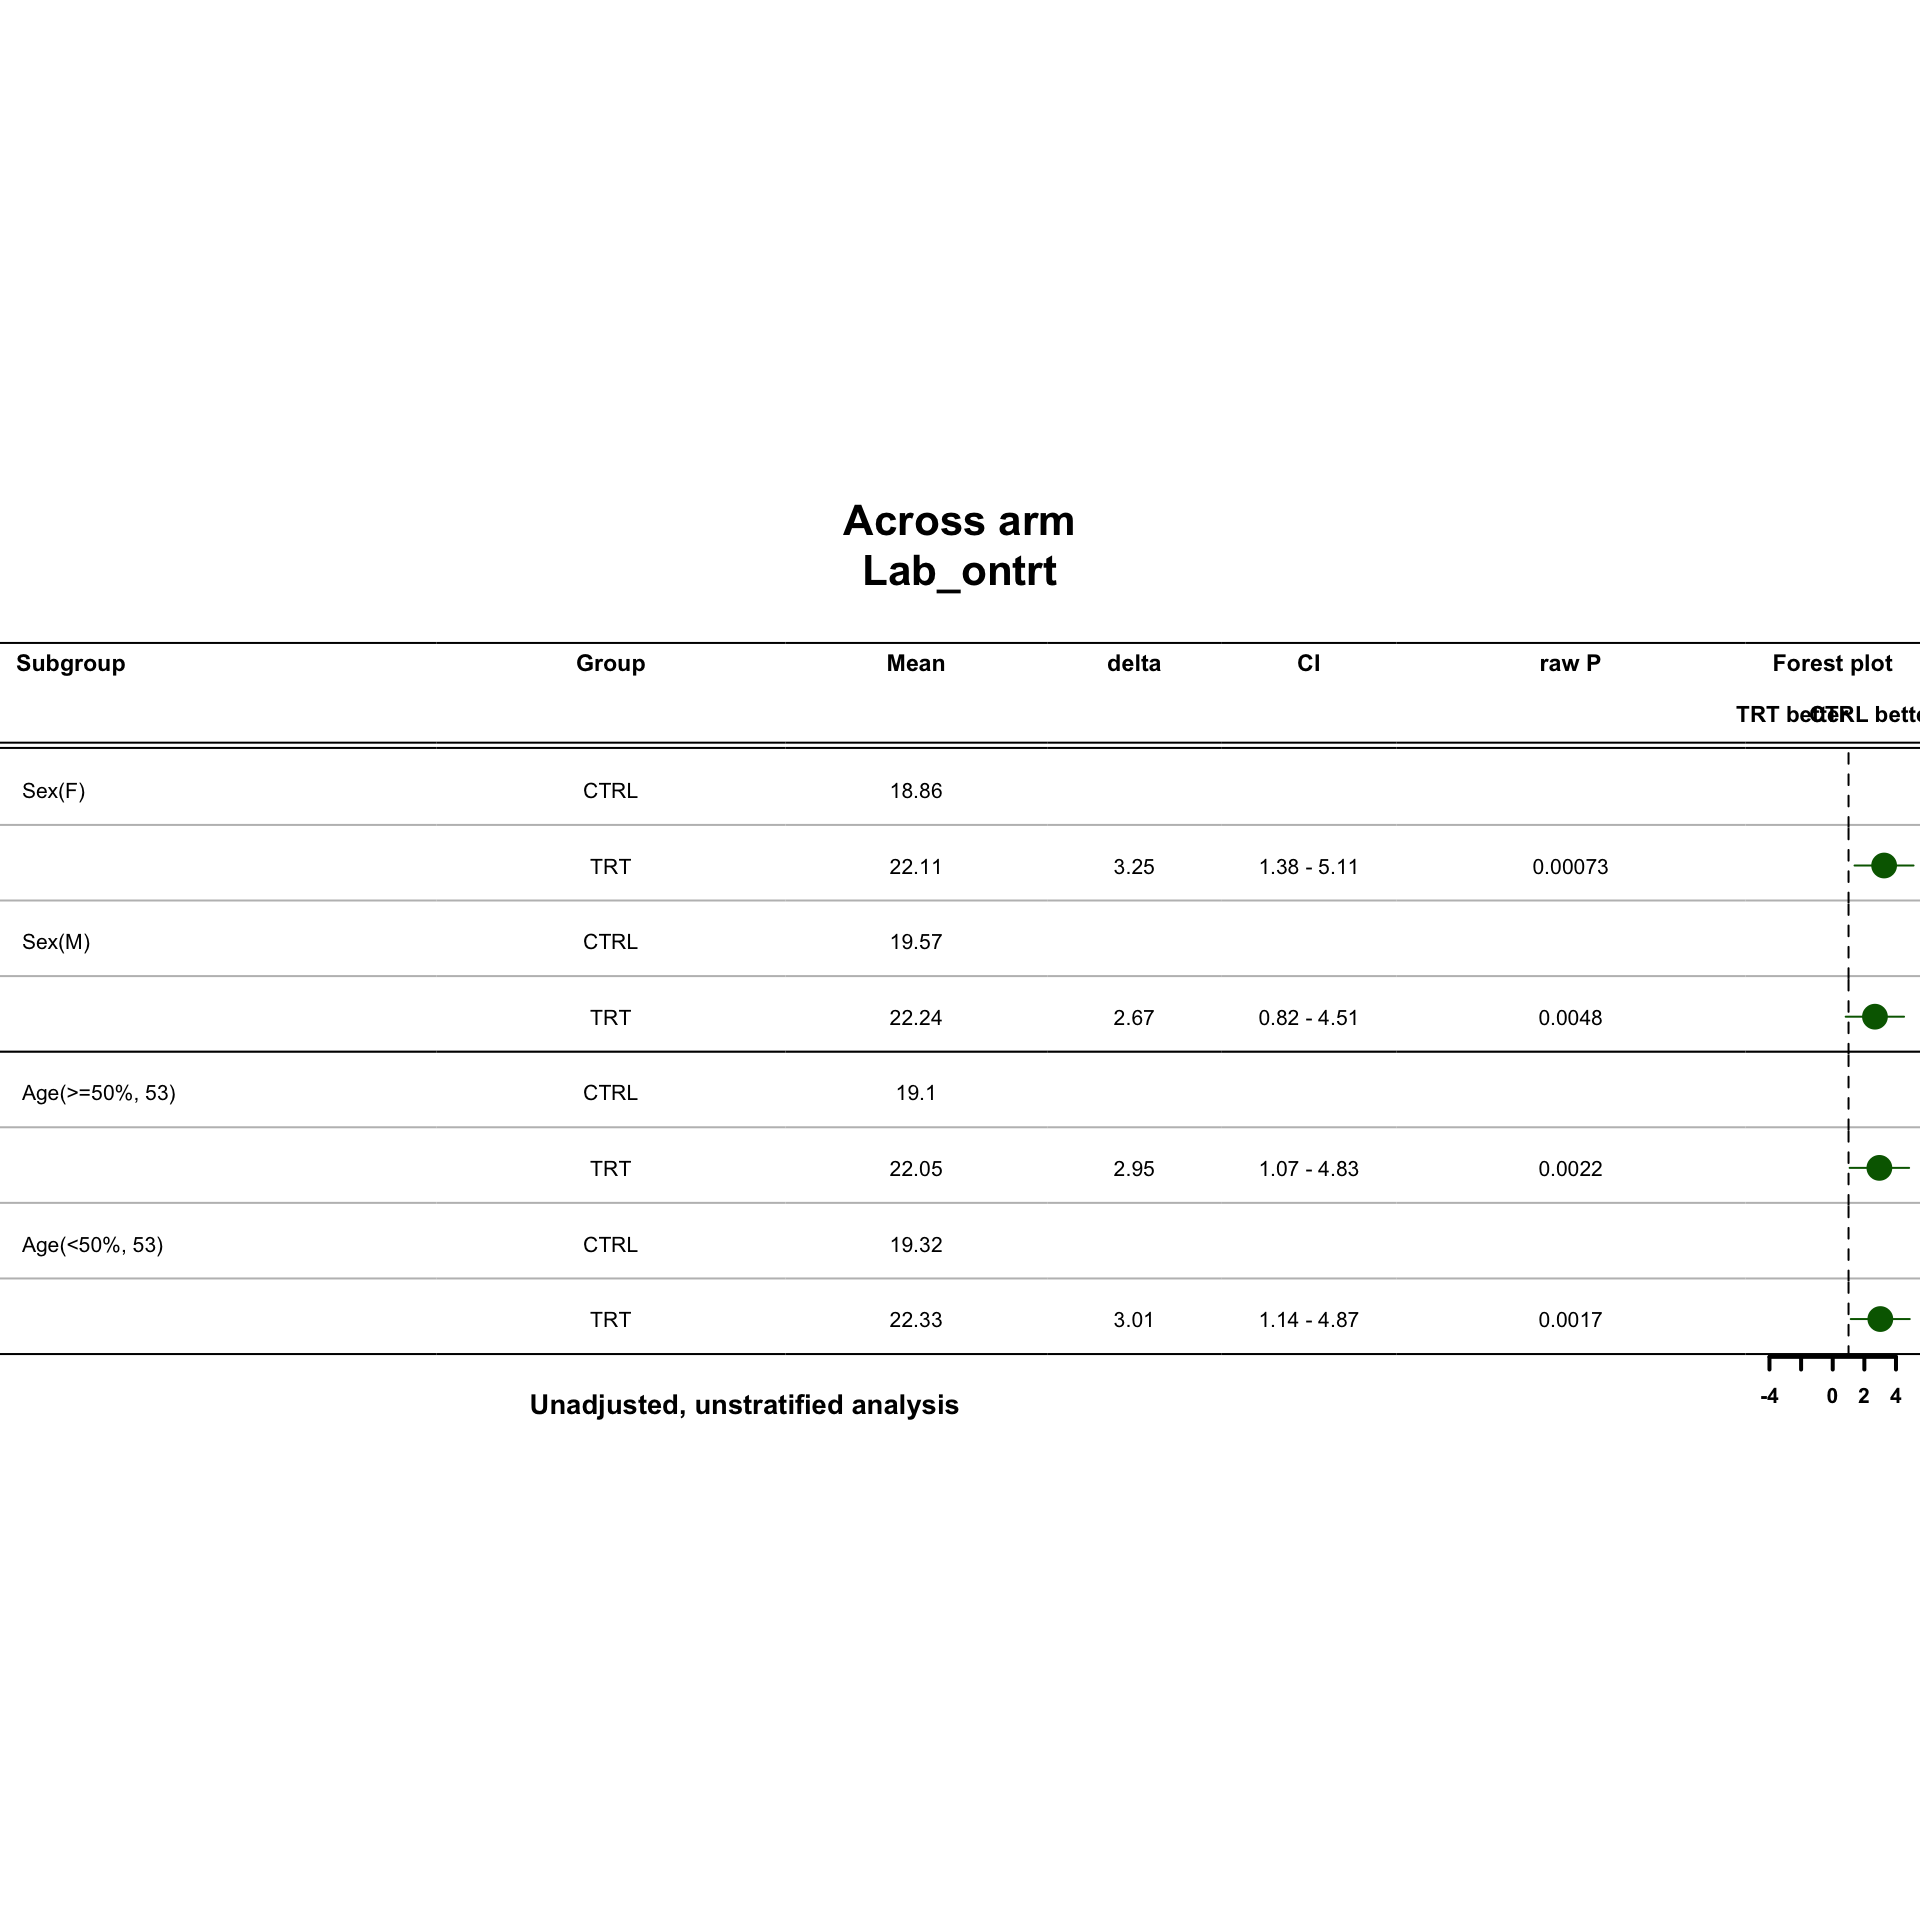 Across arm
Lab_ontrt
Subgroup Group Mean delta CI raw P Forest plot
TRT better CTRL bette
Sex(F) CTRL 18.86
TRT 22.11 3.25 1.38 - 5.11 0.00073
Sex(M) CTRL 19.57
TRT 22.24 2.67 0.82 - 4.51 0.0048
Age(>=50%, 53) CTRL 19.1
TRT 22.05 2.95 1.07 - 4.83 0.0022
Age(<50%, 53) CTRL 19.32
TRT 22.33 3.01 1.14 - 4.87 0.0017
-4 0 2 4
Unadjusted, unstratified analysis